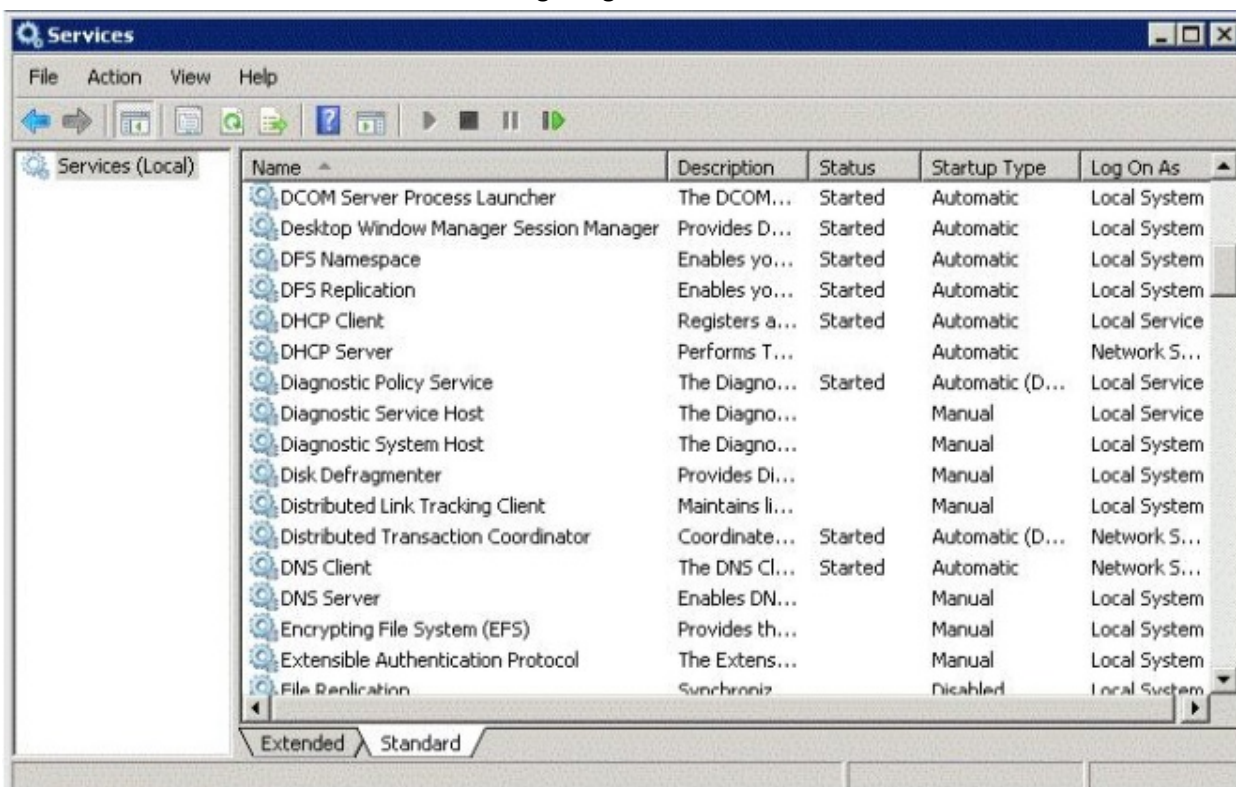 Services
File Action View Help
Services (Local)
Name Description Status Startup Type Log On As
DCOM Server Process Launcher The DCOM... Started Automatic Local System
Desktop Window Manager Session Manager Provides D... Started Automatic Local System
DFS Namespace Enables yo... Started Automatic Local System
DFS Replication Enables yo... Started Automatic Local System
DHCP Client Registers a... Started Automatic Local Service
DHCP Server Performs T... Automatic Network S...
Diagnostic Policy Service The Diagno... Started Automatic (D... Local Service
Diagnostic Service Host The Diagno... Manual Local Service
Diagnostic System Host The Diagno... Manual Local System
Disk Defragmenter Provides Di... Manual Local System
Distributed Link Tracking Client Maintains li... Manual Local System
Distributed Transaction Coordinator Coordinate... Started Automatic (D... Network S...
DNS Client The DNS Cl... Started Automatic Network S...
DNS Server Enables DN... Manual Local System
Encrypting File System (EFS) Provides th... Manual Local System
Extensible Authentication Protocol The Extens... Manual Local System
File Replication Synchroniz Disabled Local System
Extended Standard